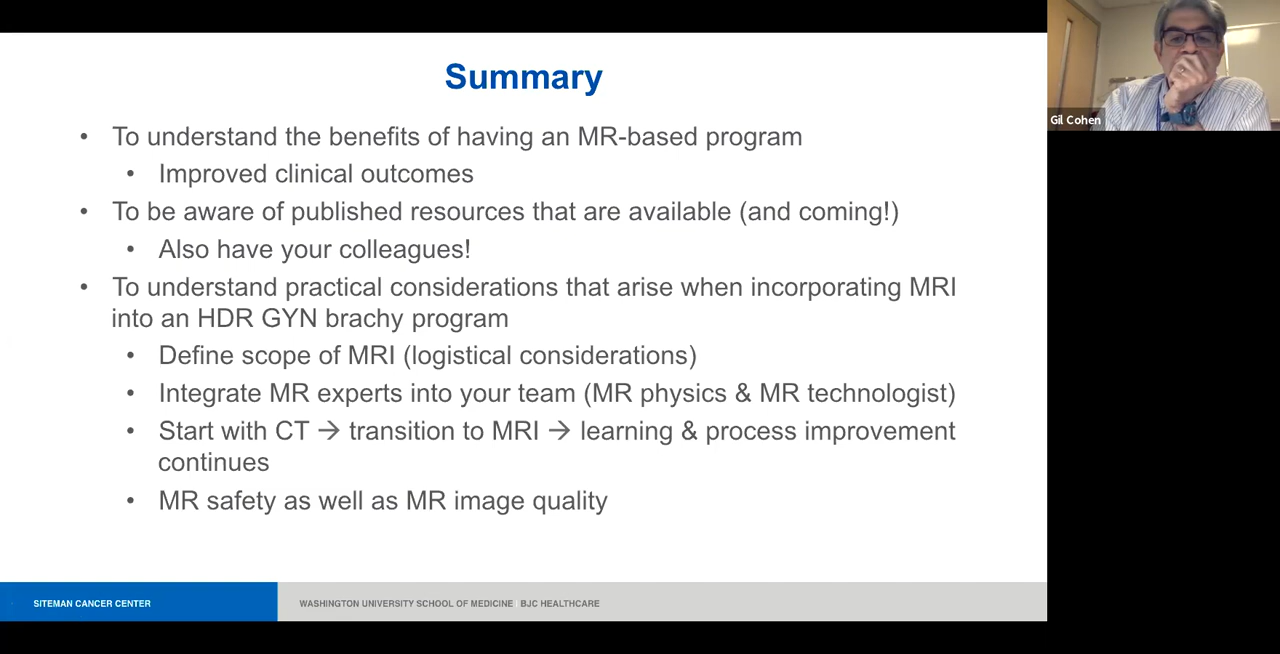 Summary
• To understand the benefits of having an MR-based program
• Improved clinical outcomes
• To be aware of published resources that are available (and coming!)
• Also have your colleagues!
• To understand practical considerations that arise when incorporating MRI
into an HDR GYN brachy program
• Define scope of MRI (logistical considerations)
• Integrate MR experts into your team (MR physics & MR technologist)
• Start with CT → transition to MRI → learning & process improvement
continues
• MR safety as well as MR image quality
SITEMAN CANCER CENTER
WASHINGTON UNIVERSITY SCHOOL OF MEDICINE BJC HEALTHCARE
Gil Cohen